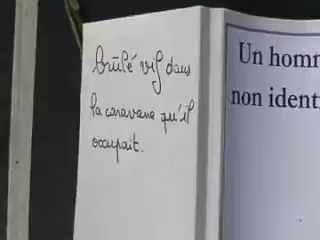 brûlé vif dans
la caravane qu'il
occupait.
Un homm
non identi